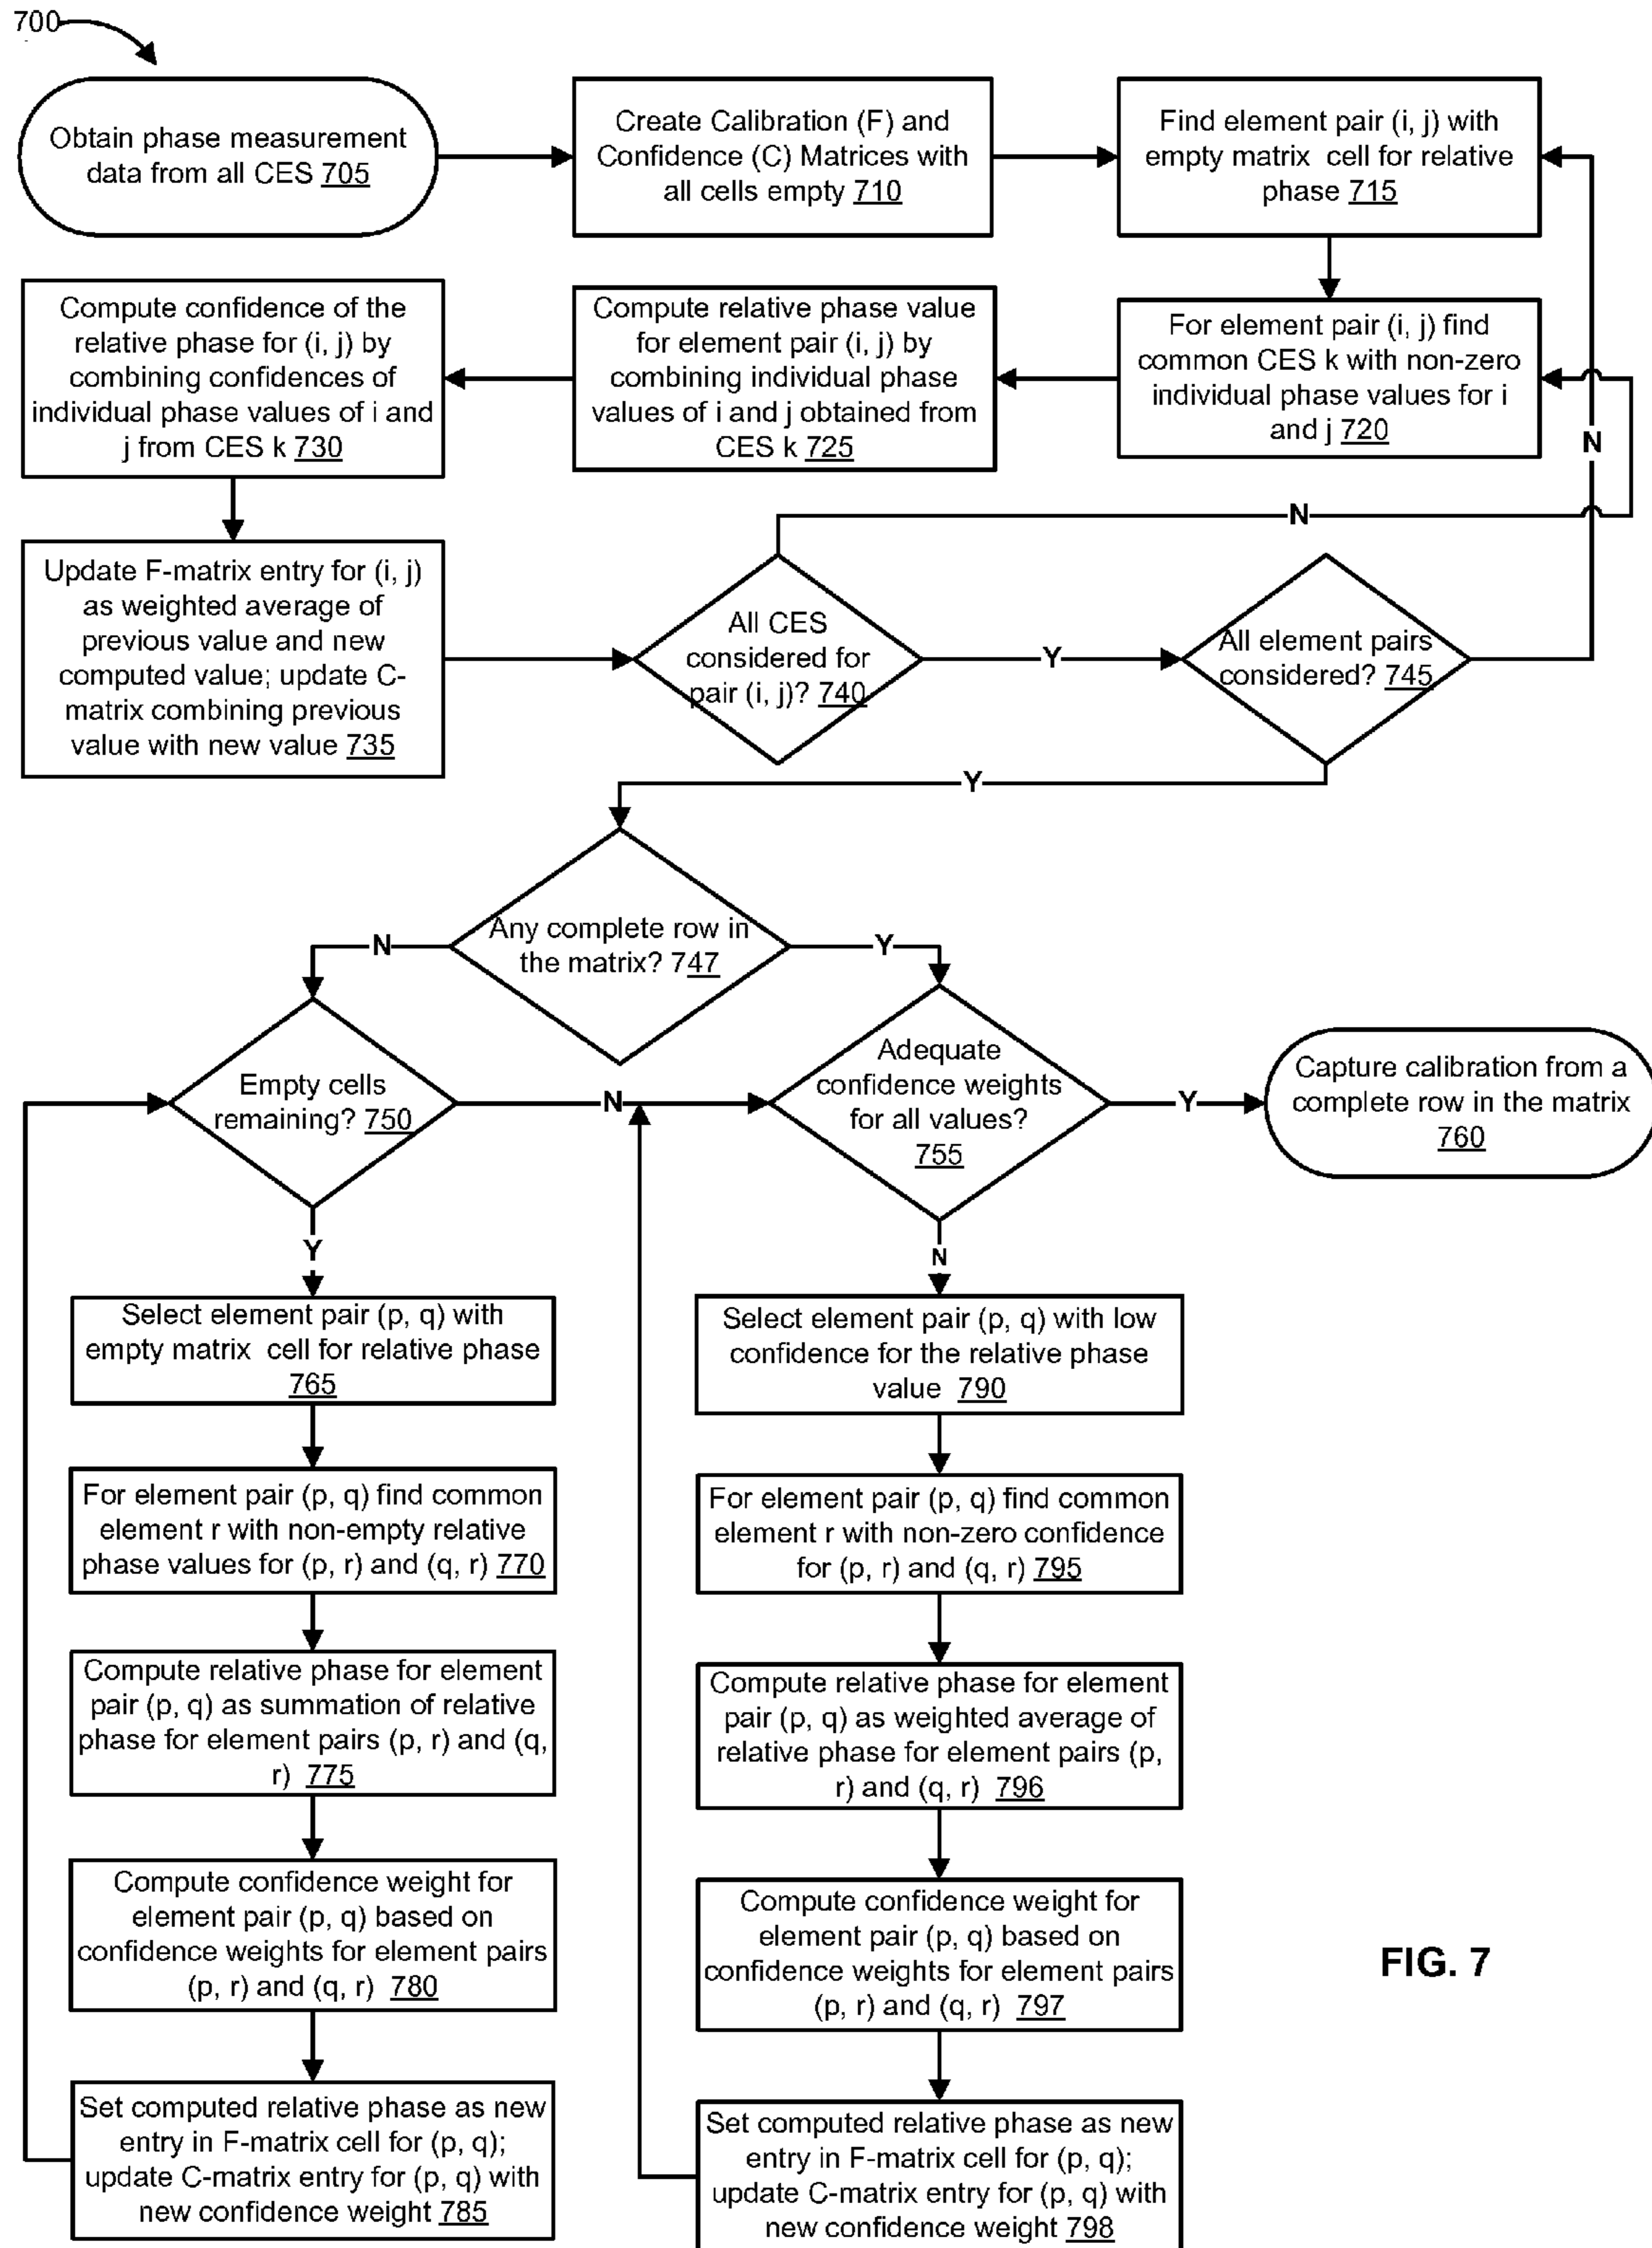 700
Obtain phase measurement
data from all CES 705
Create Calibration (F) and
Confidence (C) Matrices with
all cells empty 710
Find element pair (i, j) with
empty matrix cell for relative
phase 715
Compute confidence of the
relative phase for (i, j) by
combining confidences of
individual phase values of i and
j from CES k 730
Compute relative phase value
for element pair (i, j) by
combining individual phase
values of i and j obtained from
CES k 725
For element pair (i, j) find
common CES k with non-zero
individual phase values for i
and j 720
N
N
Update F-matrix entry for (i, j)
as weighted average of
previous value and new
computed value; update C-
matrix combining previous
value with new value 735
All CES
considered for
pair (i, j)? 740
Y
All element pairs
considered? 745
Y
Any complete row in
the matrix? 747
N
Y
Empty cells
remaining? 750
N
Adequate
confidence weights
for all values?
755
Y
Capture calibration from a
complete row in the matrix
760
Y
N
Select element pair (p, q) with
empty matrix cell for relative phase
765
Select element pair (p, q) with low
confidence for the relative phase
value 790
For element pair (p, q) find common
element r with non-empty relative
phase values for (p, r) and (q, r) 770
For element pair (p, q) find common
element r with non-zero confidence
for (p, r) and (q, r) 795
Compute relative phase for element
pair (p, q) as summation of relative
phase for element pairs (p, r) and (q,
r) 775
Compute relative phase for element
pair (p, q) as weighted average of
relative phase for element pairs (p,
r) and (q, r) 796
Compute confidence weight for
element pair (p, q) based on
confidence weights for element pairs
(p, r) and (q, r) 780
Compute confidence weight for
element pair (p, q) based on
confidence weights for element pairs
(p, r) and (q, r) 797
FIG. 7
Set computed relative phase as new
entry in F-matrix cell for (p, q);
update C-matrix entry for (p, q) with
new confidence weight 785
Set computed relative phase as new
entry in F-matrix cell for (p, q);
update C-matrix entry for (p, q) with
new confidence weight 798